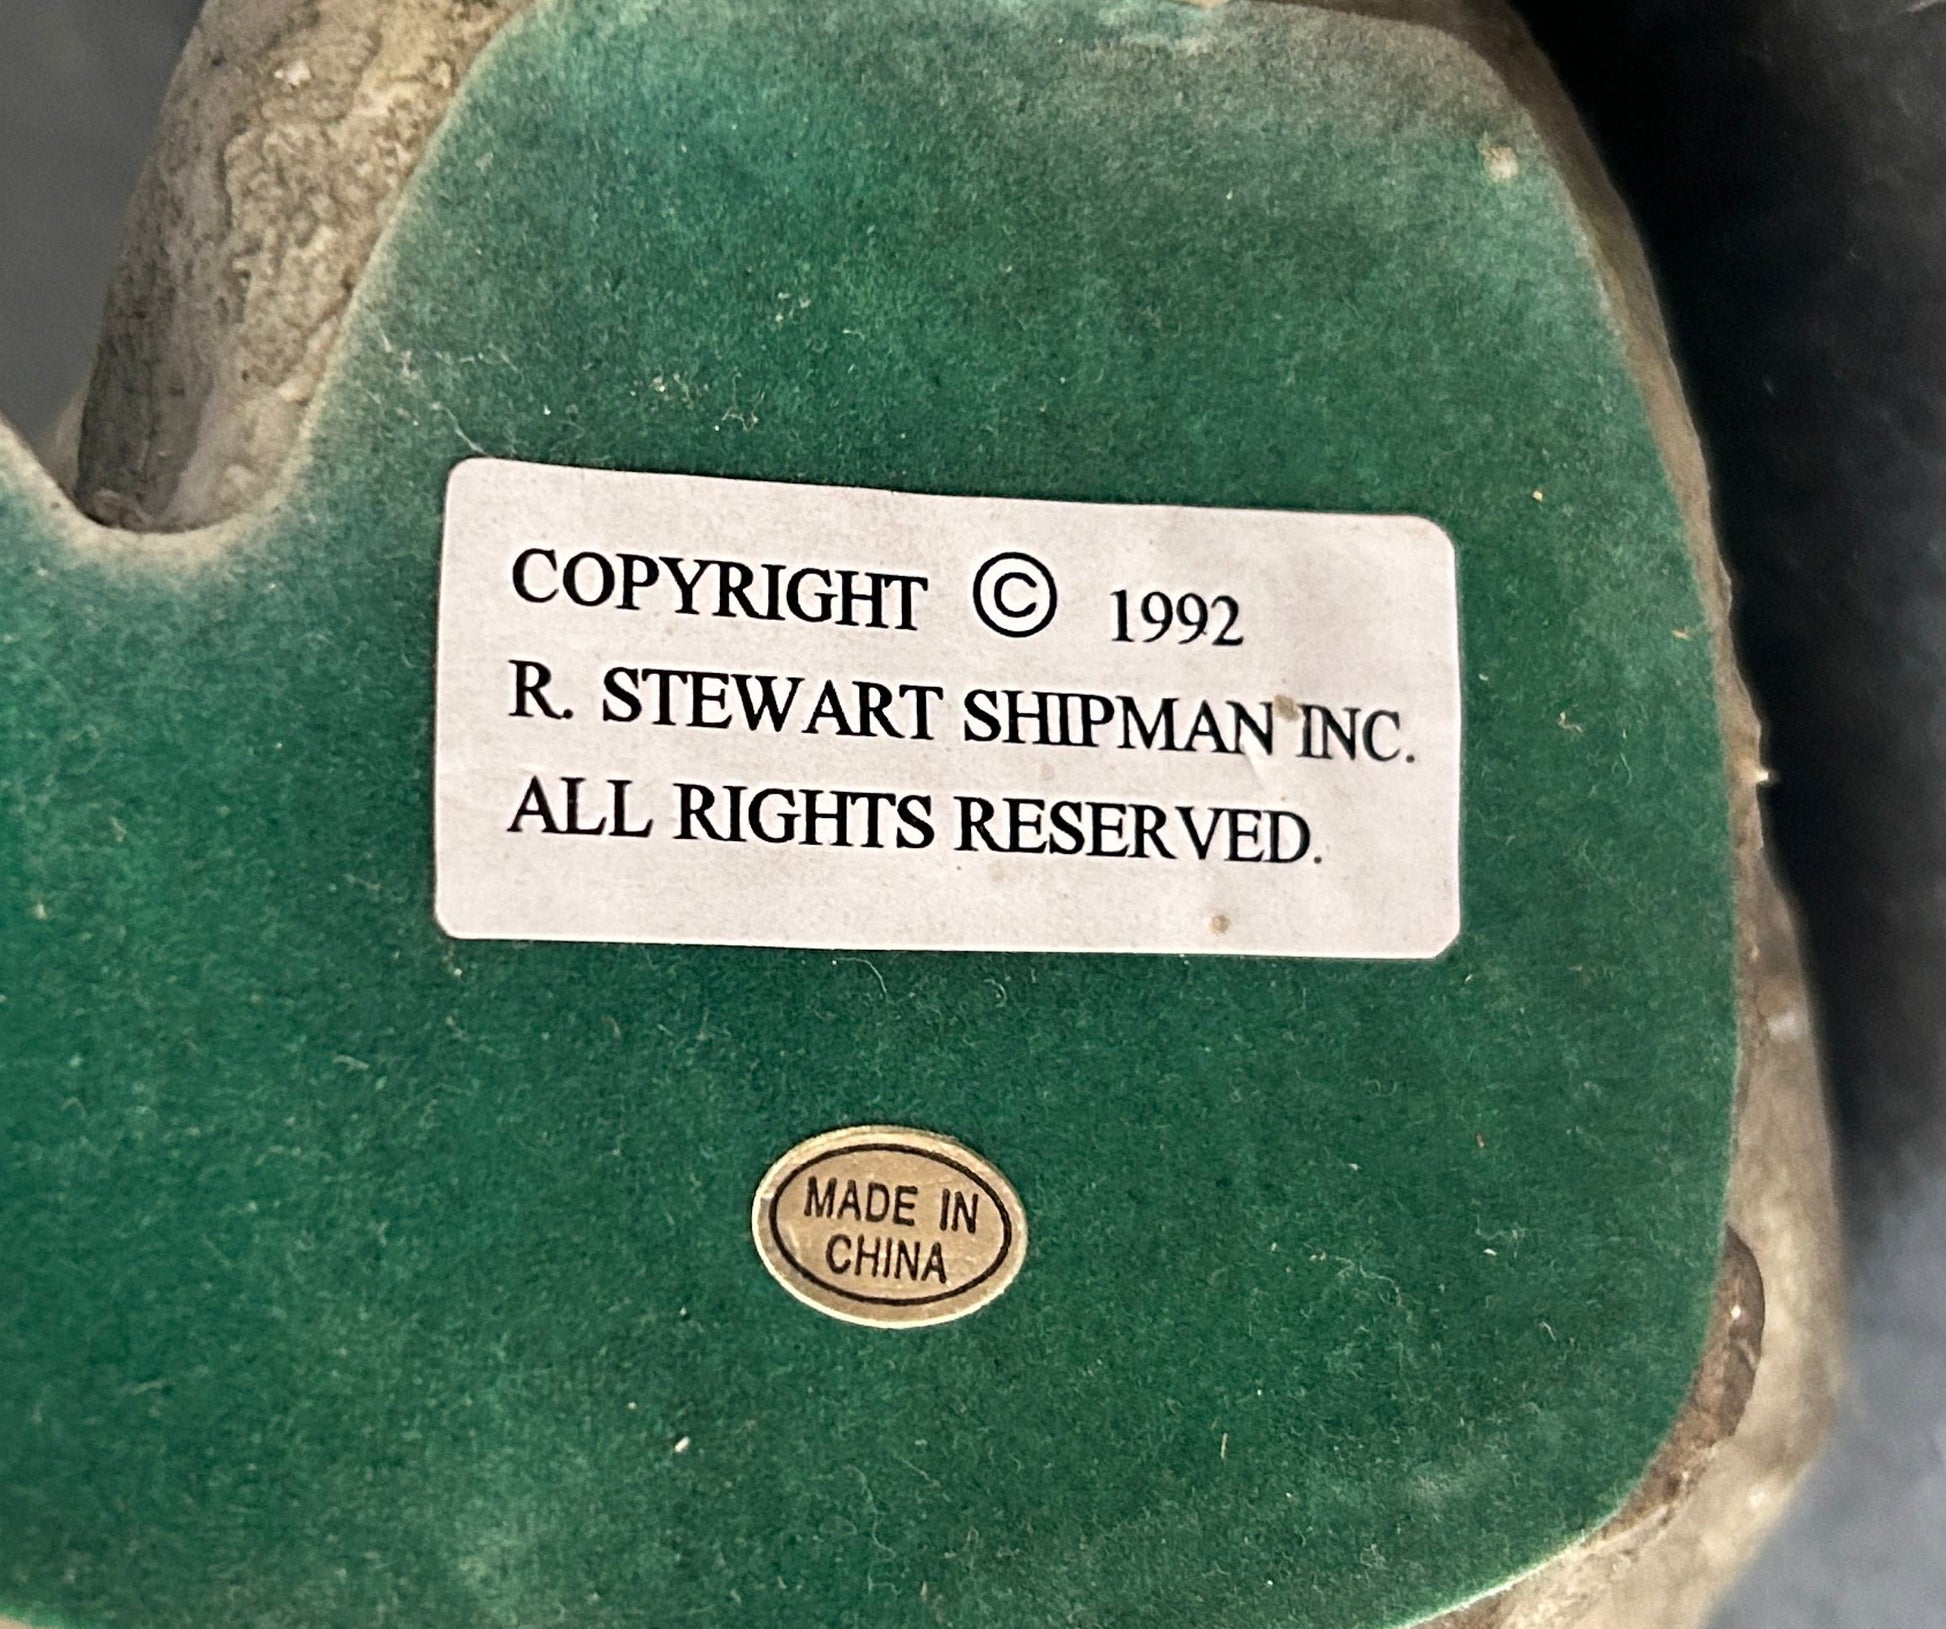 COPYRIGHT © 1992
R. STEWART SHIPMAN INC.
ALL RIGHTS RESERVED.
MADE IN
CHINA